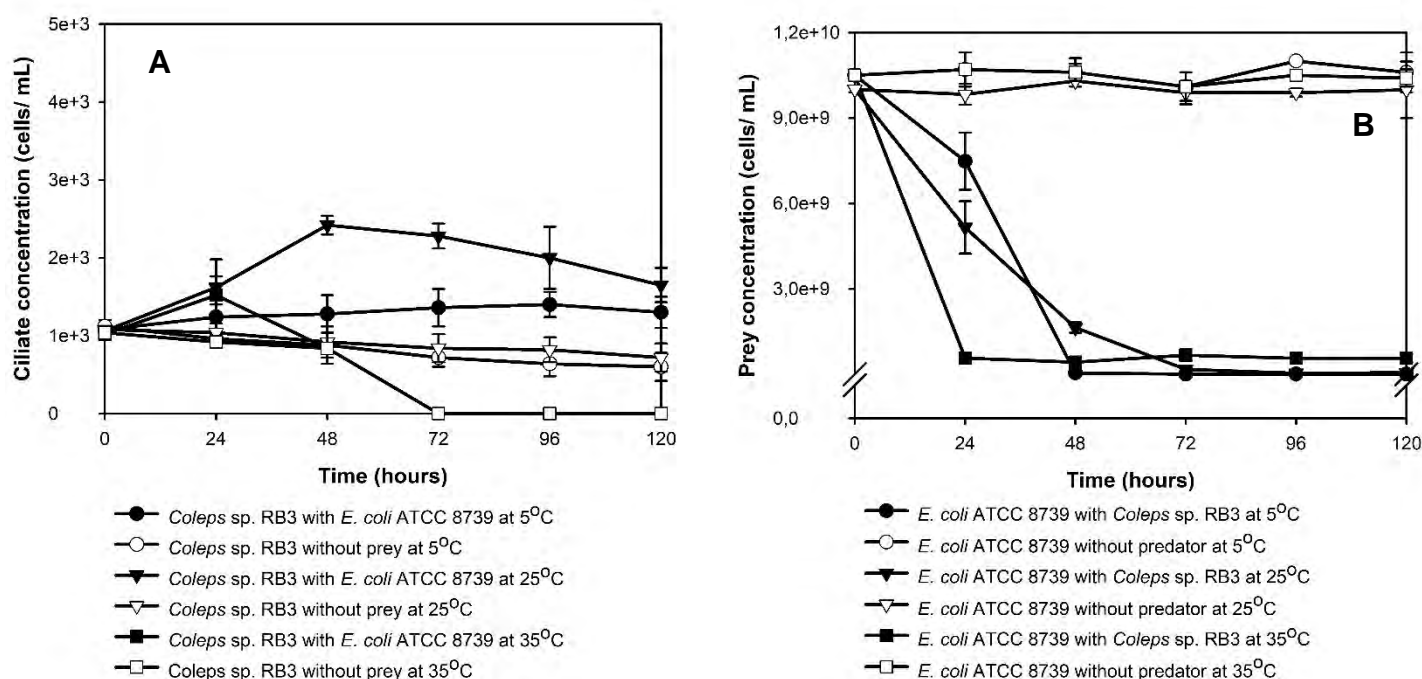 A
Ciliate concentration (cells/ mL)
5e+3
4e+3
3e+3
2e+3
1e+3
0
0 24 48 72 96 120
Time (hours)
Coleps sp. RB3 with E. coli ATCC 8739 at 5°C
Coleps sp. RB3 without prey at 5°C
Coleps sp. RB3 with E. coli ATCC 8739 at 25°C
Coleps sp. RB3 without prey at 25°C
Coleps sp. RB3 with E. coli ATCC 8739 at 35°C
Coleps sp. RB3 without prey at 35°C
B
Prey concentration (cells/ mL)
1,2e+10
9,0e+9
6,0e+9
3,0e+9
0,0
0 24 48 72 96 120
Time (hours)
E. coli ATCC 8739 with Coleps sp. RB3 at 5°C
E. coli ATCC 8739 without predator at 5°C
E. coli ATCC 8739 with Coleps sp. RB3 at 25°C
E. coli ATCC 8739 without predator at 25°C
E. coli ATCC 8739 with Coleps sp. RB3 at 35°C
E. coli ATCC 8739 without predator at 35°C